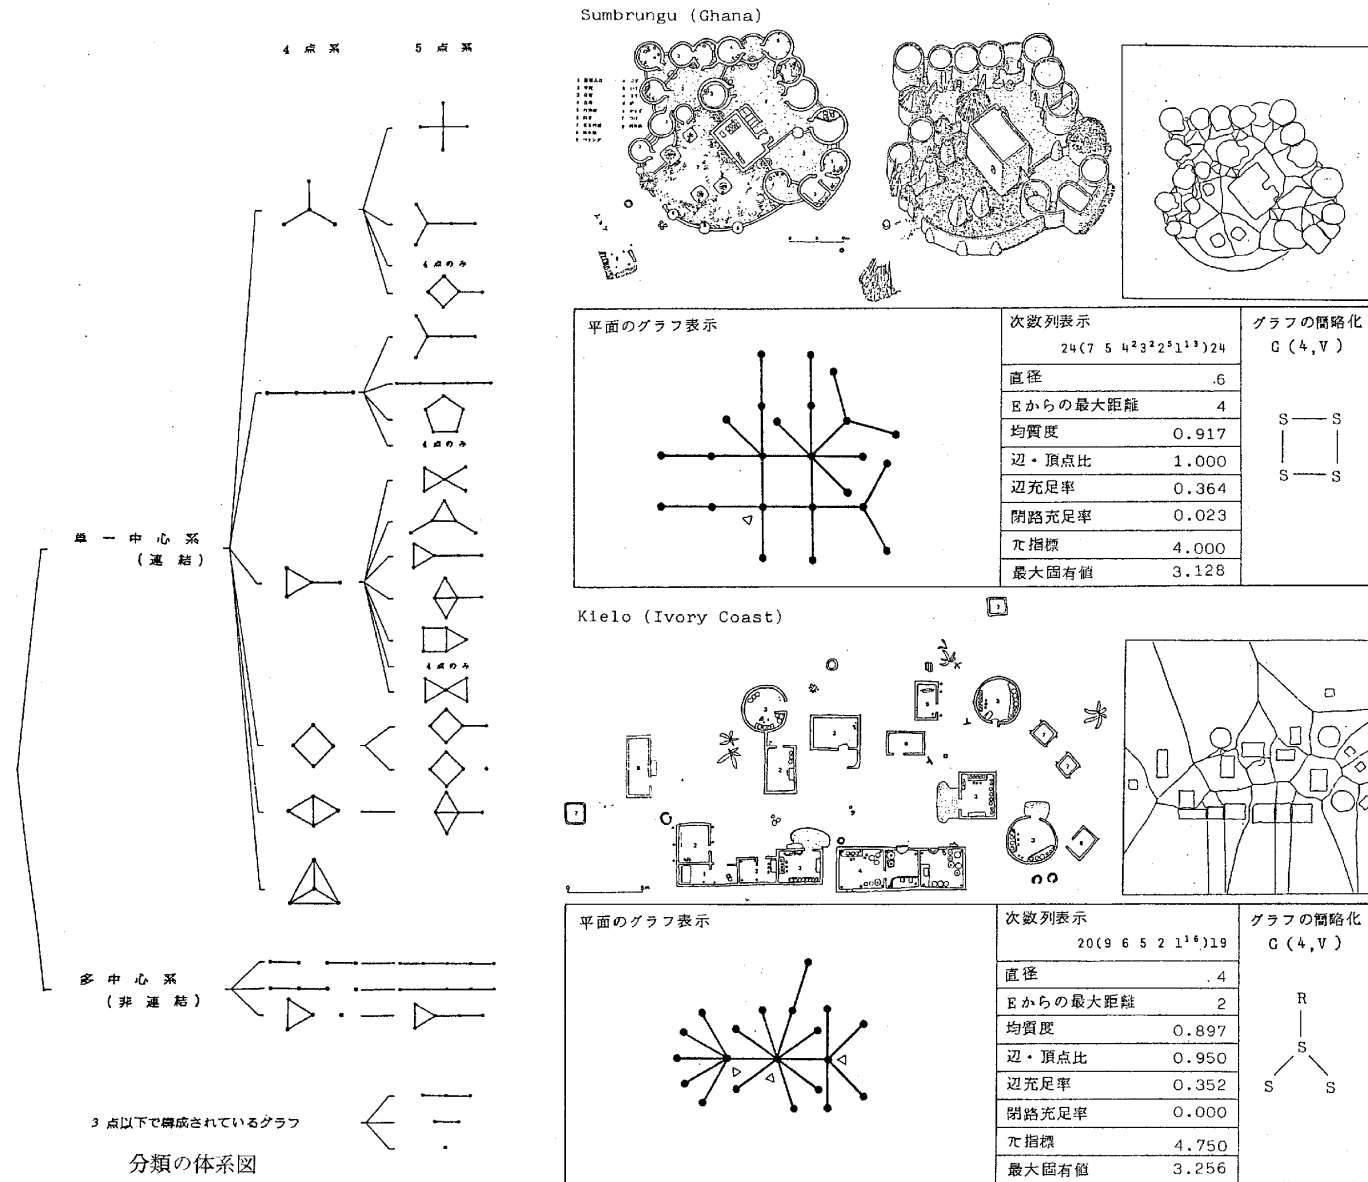 4 点 系
5 点 系
4 点のみ
4 点のみ
4 点のみ
単 一 中 心 系
(連 結)
多 中 心 系
(非 連 結)
3 点以下で構成されているグラフ
分類の体系図
Sumbrungu (Ghana)
平面のグラフ表示
次数列表示
24(7 5 4²3²2⁵1¹³)24
直径 6
Eからの最大距離 4
均質度 0.917
辺・頂点比 1.000
辺充足率 0.364
閉路充足率 0.023
π指標 4.000
最大固有値 3.128
グラフの簡略化
G (4,V)
S S
S S
Kielo (Ivory Coast)
平面のグラフ表示
次数列表示
20(9 6 5 2 1¹⁶)19
直径 4
Eからの最大距離 2
均質度 0.897
辺・頂点比 0.950
辺充足率 0.352
閉路充足率 0.000
π指標 4.750
最大固有値 3.256
グラフの簡略化
G (4,V)
R
S
S S